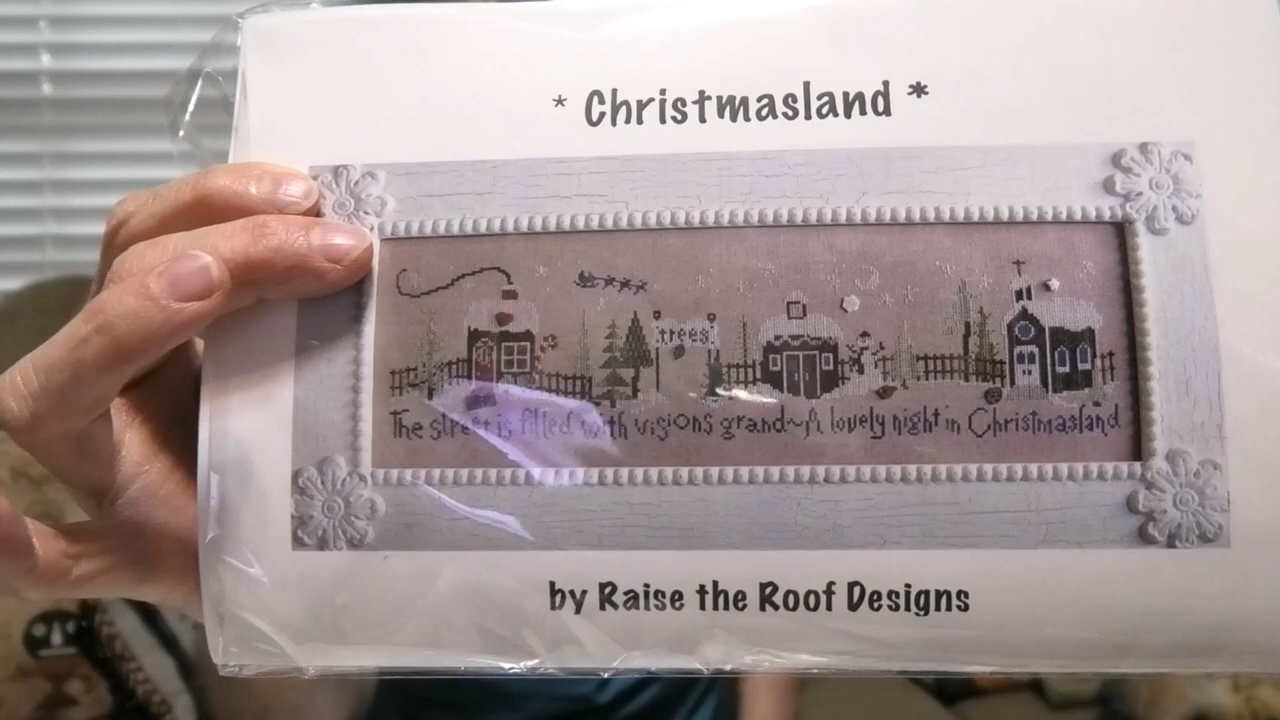 * Christmasland *
trees
The street is filled with visions grand~A lovely night in Christmasland
by Raise the Roof Designs